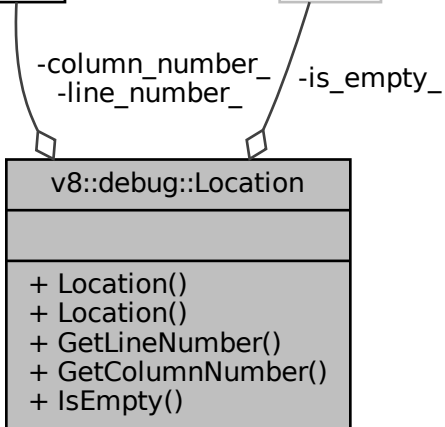 -column_number_
-line_number_
-is_empty_
v8::debug::Location
+ Location()
+ Location()
+ GetLineNumber()
+ GetColumnNumber()
+ IsEmpty()